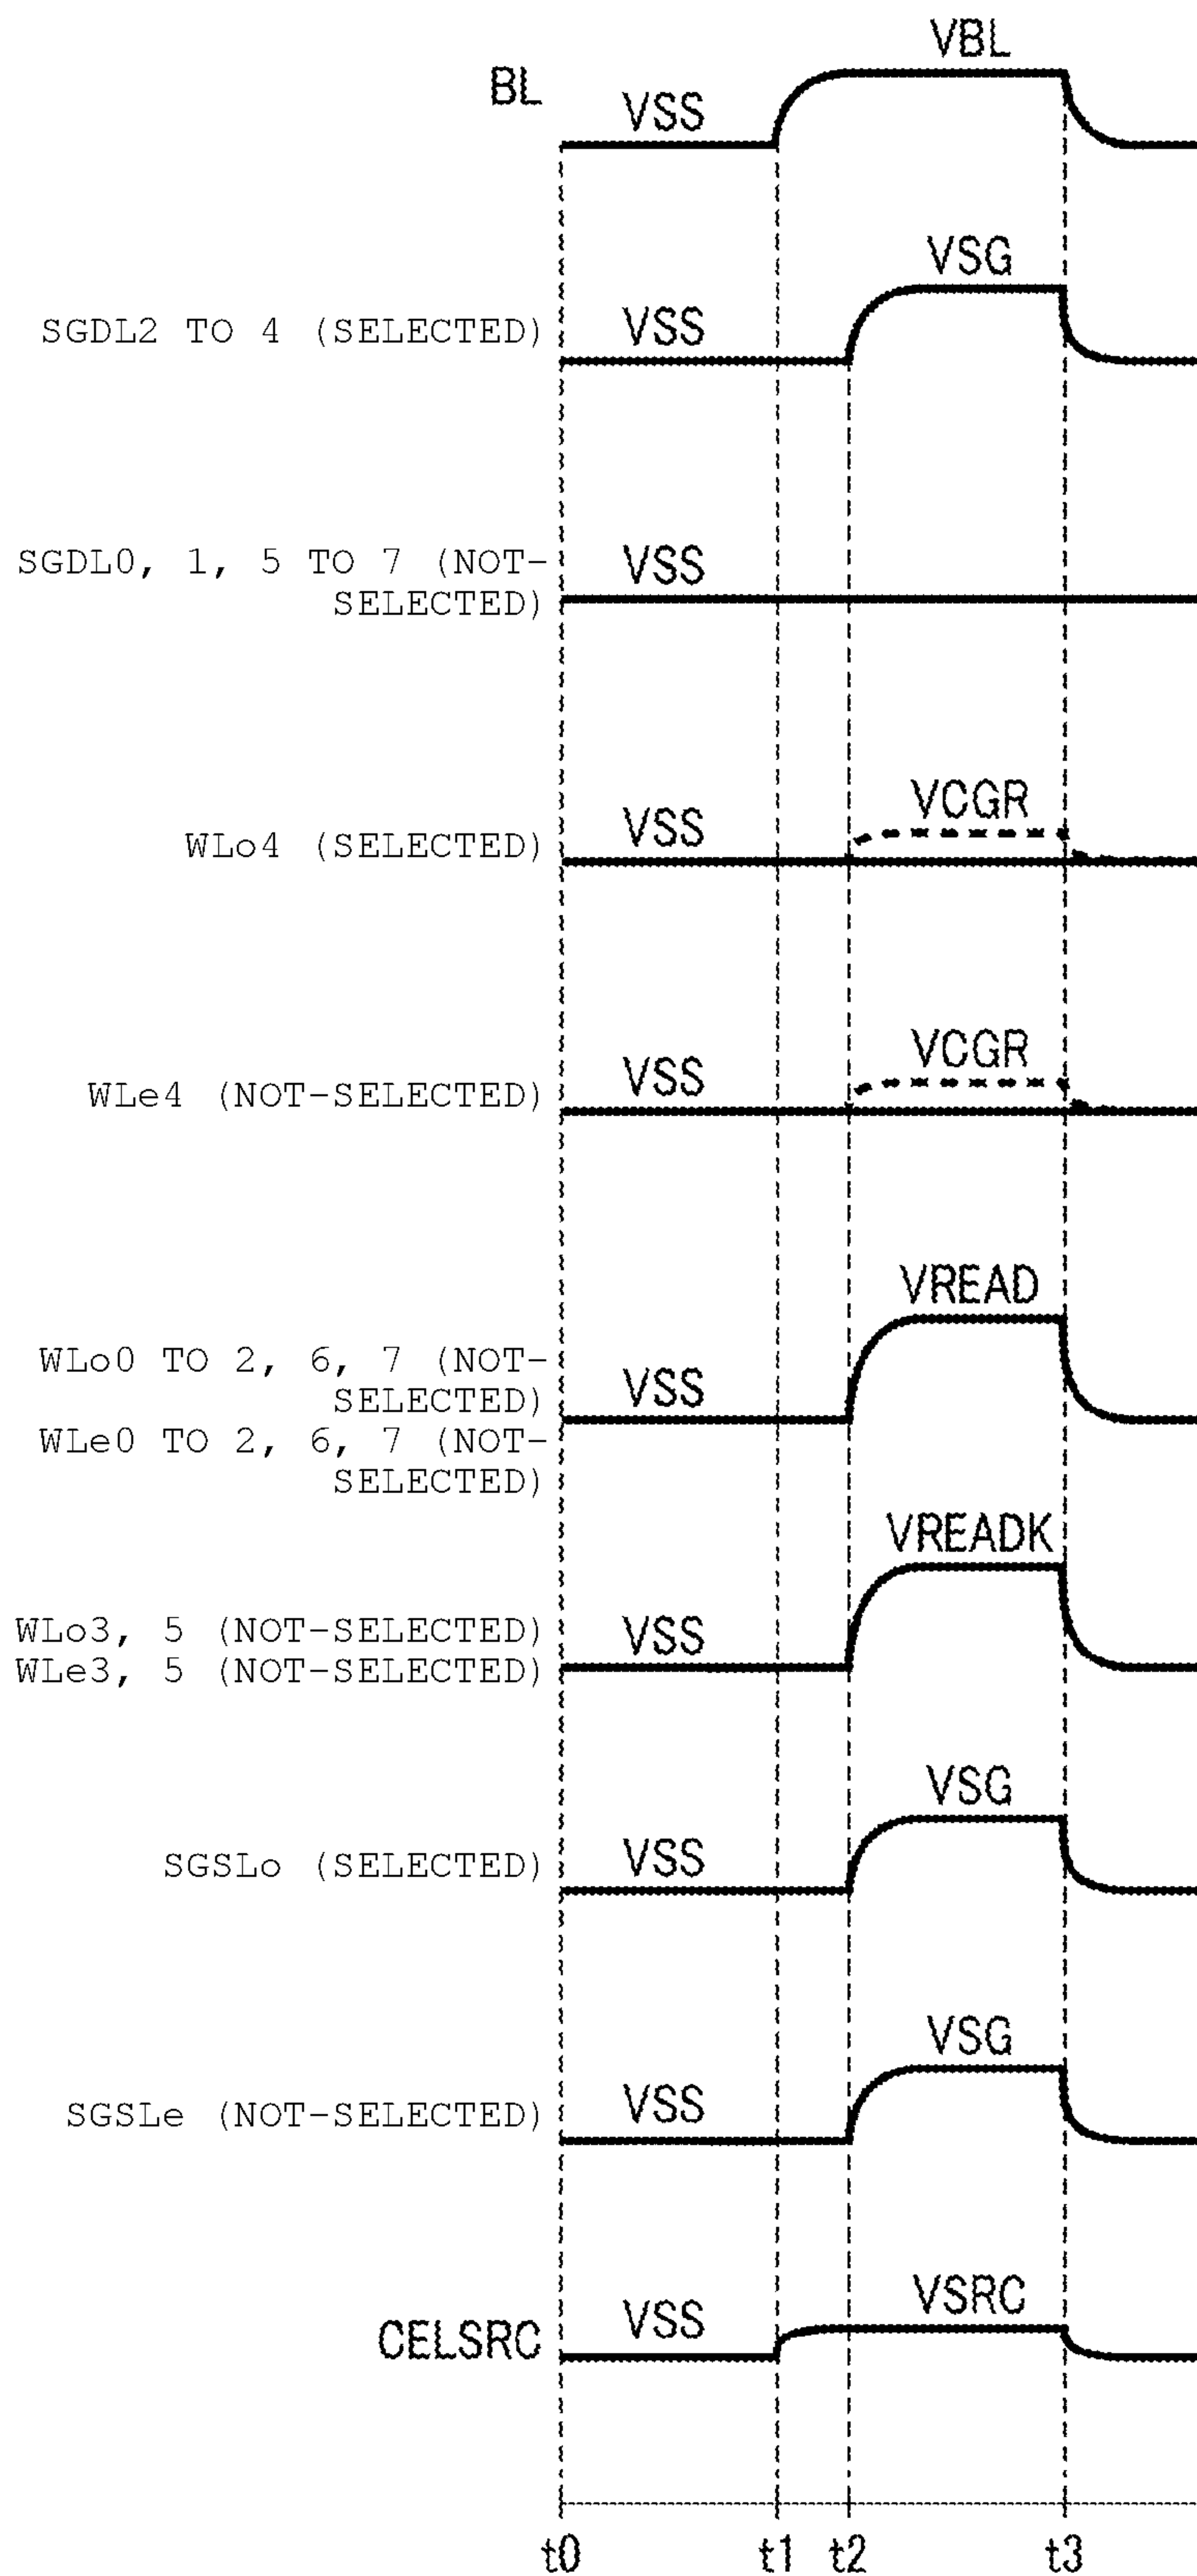 VBL
BL
VSS
VSG
SGDL2 TO 4 (SELECTED)
VSS
SGDL0, 1, 5 TO 7 (NOT-
SELECTED)
VSS
VCGR
WLo4 (SELECTED)
VSS
VCGR
WLe4 (NOT-SELECTED)
VSS
VREAD
WLo0 TO 2, 6, 7 (NOT-
SELECTED)
WLe0 TO 2, 6, 7 (NOT-
SELECTED)
VSS
VREADK
WLo3, 5 (NOT-SELECTED)
WLe3, 5 (NOT-SELECTED)
VSS
VSG
SGSLo (SELECTED)
VSS
VSG
SGSLe (NOT-SELECTED)
VSS
VSRC
CELSRC
VSS
t0 t1 t2 t3